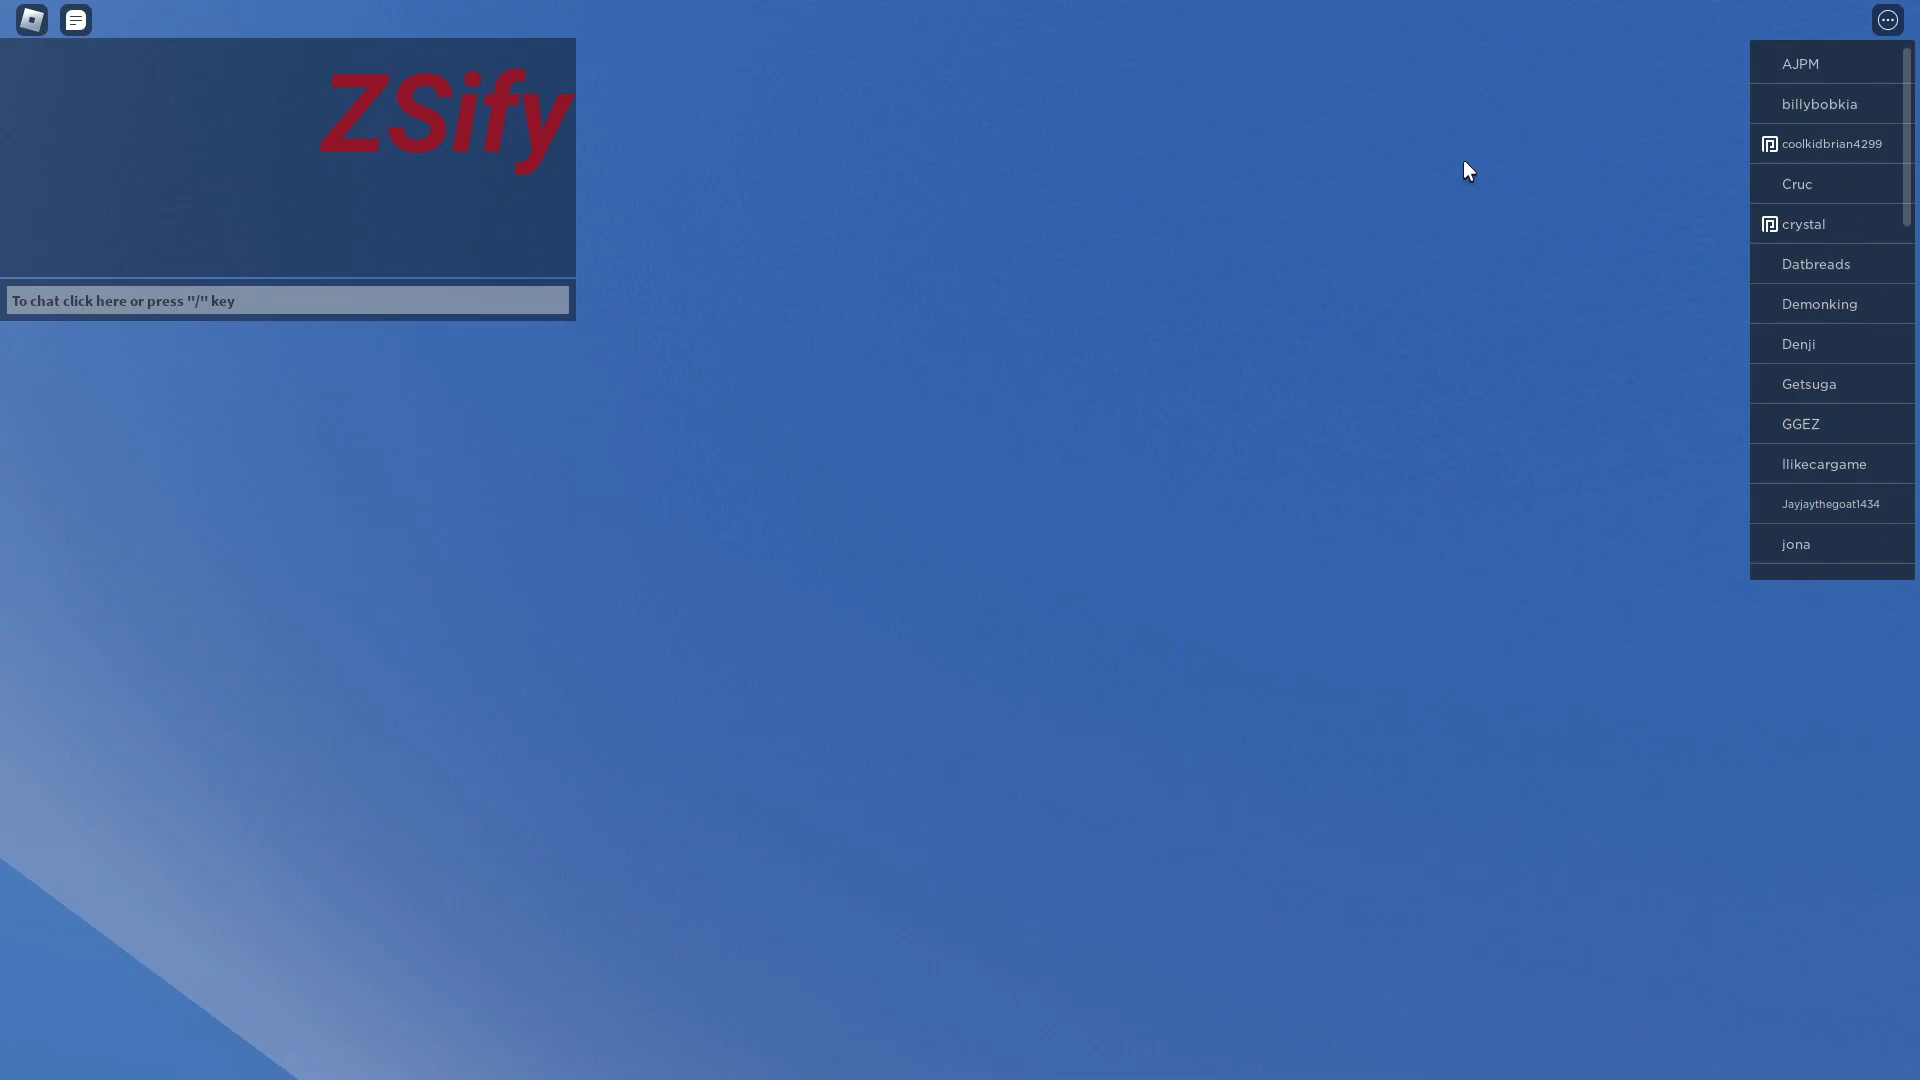 ZSify
To chat click here or press "/" key
AJPM
billybobkia
coolkidbrian4299
Cruc
crystal
Datbreads
Demonking
Denji
Getsuga
GGEZ
Ilikecargame
Jayjaythegoat1434
jona